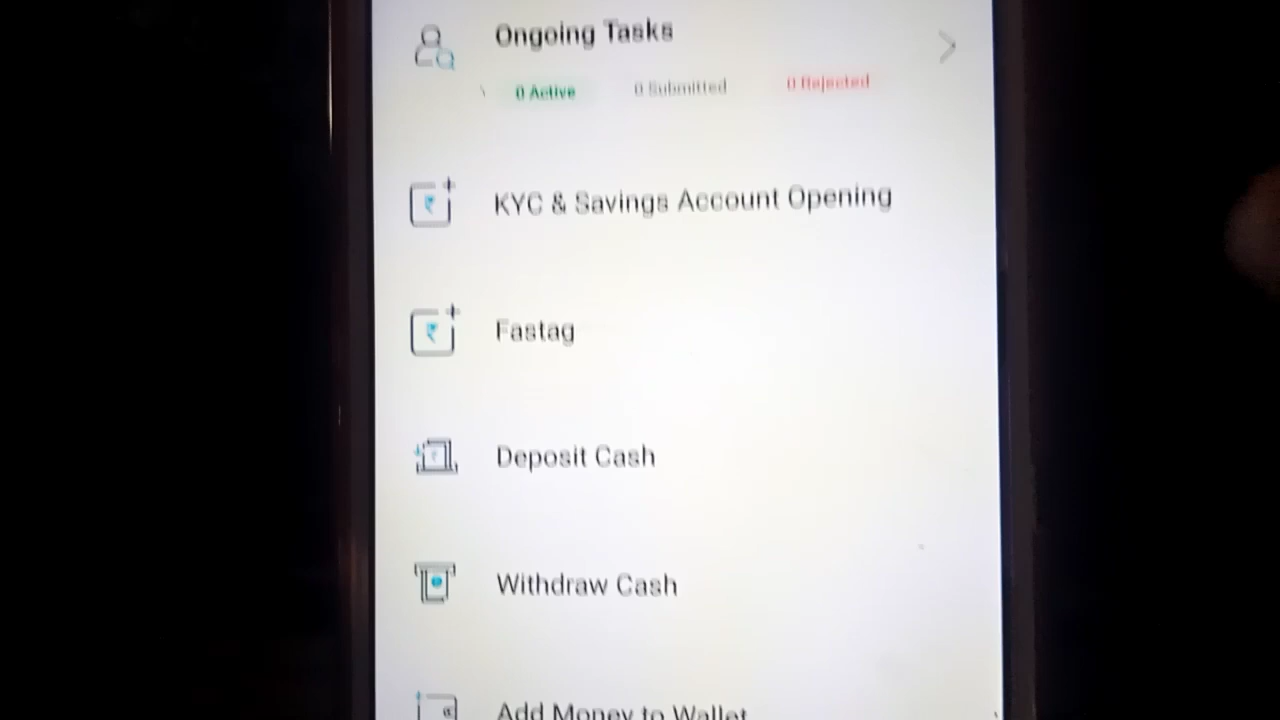 Ongoing Tasks
0 Active 0 Submitted 0 Rejected
KYC & Savings Account Opening
Fastag
Deposit Cash
Withdraw Cash
Add Money to Wallet